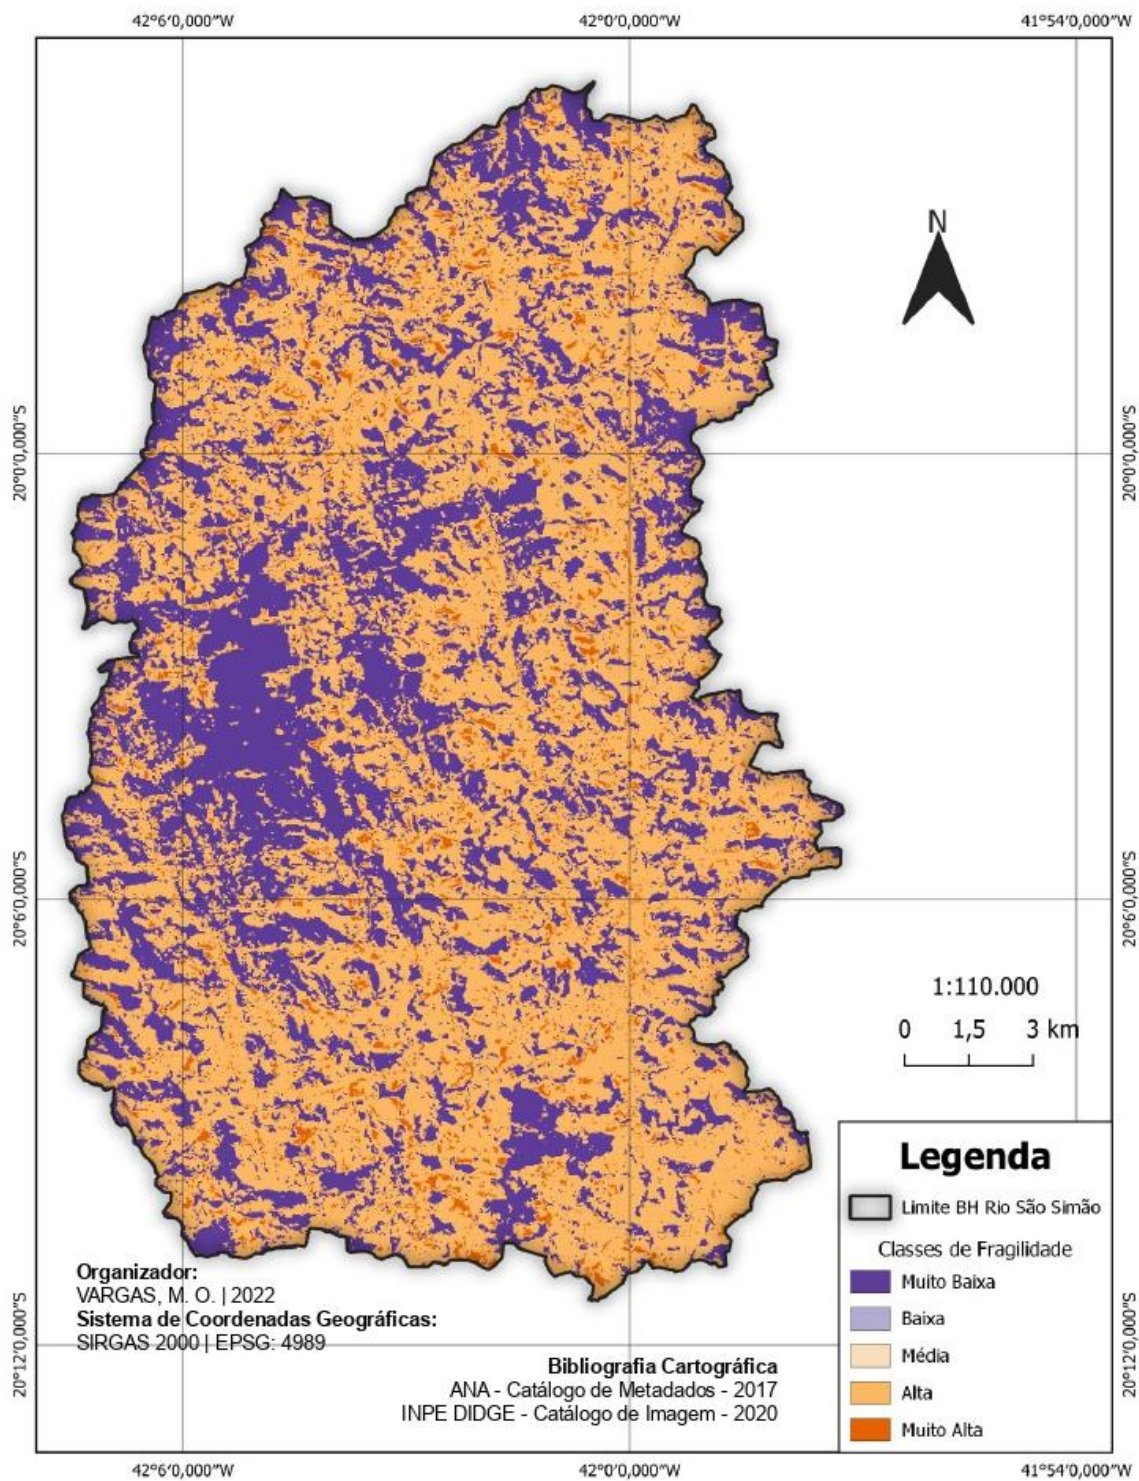 42°6′0,000″W 42°0′0,000″W 41°54′0,000″W
N
20°0′0,000″S 20°0′0,000″S
20°6′0,000″S 20°6′0,000″S
1:110.000
0 1,5 3 km
Legenda
Limite BH Rio São Simão
Classes de Fragilidade
Muito Baixa
Baixa
Média
Alta
Muito Alta
Organizador:
VARGAS, M. O. | 2022
Sistema de Coordenadas Geográficas:
SIRGAS 2000 | EPSG: 4989
20°12′0,000″S 20°12′0,000″S
Bibliografia Cartográfica
ANA - Catálogo de Metadados - 2017
INPE DIDGE - Catálogo de Imagem - 2020
42°6′0,000″W 42°0′0,000″W 41°54′0,000″W